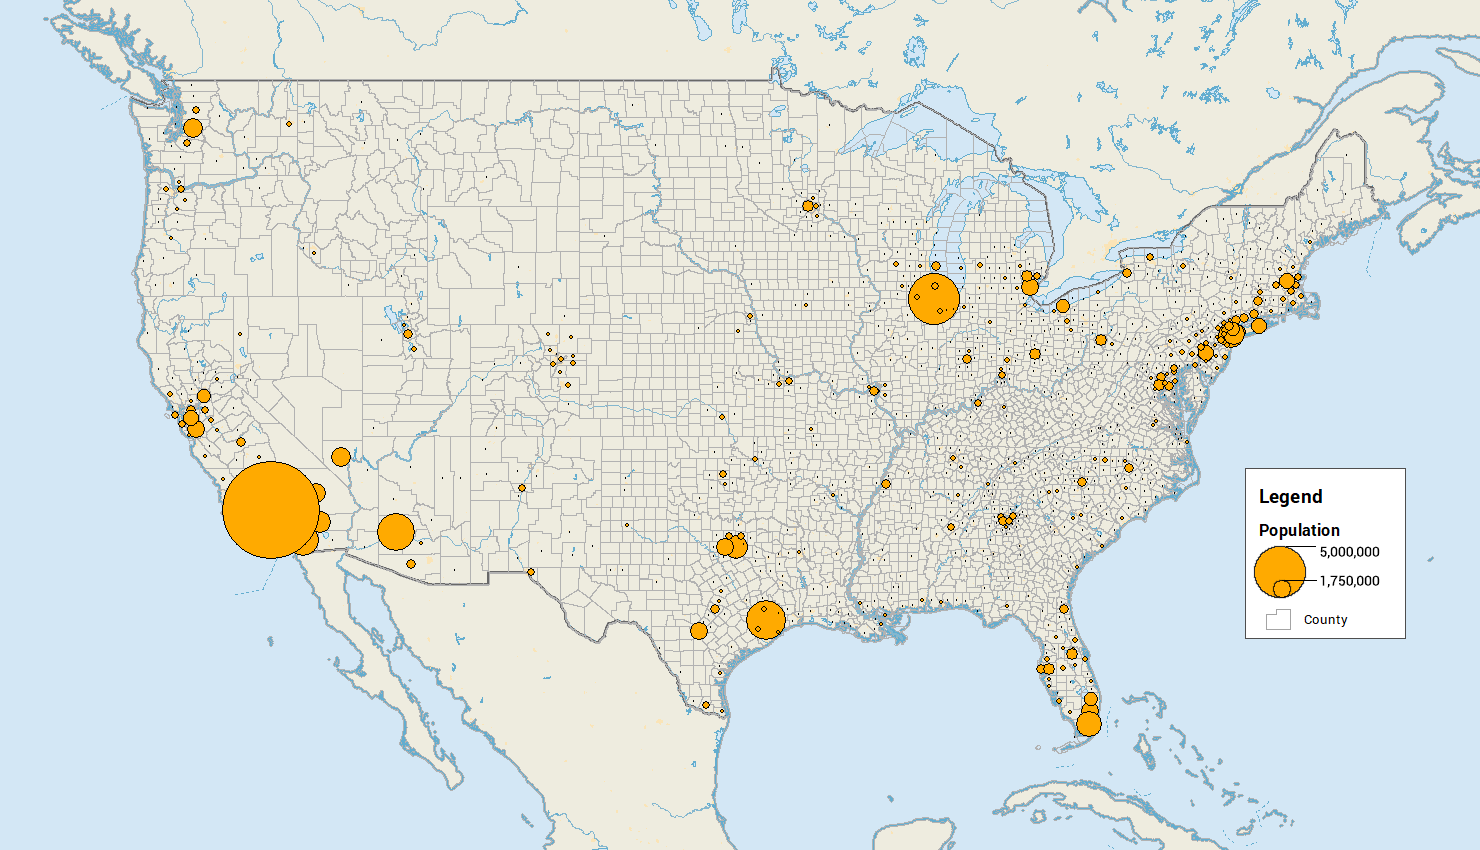 Legend
Population
5,000,000
1,750,000
County